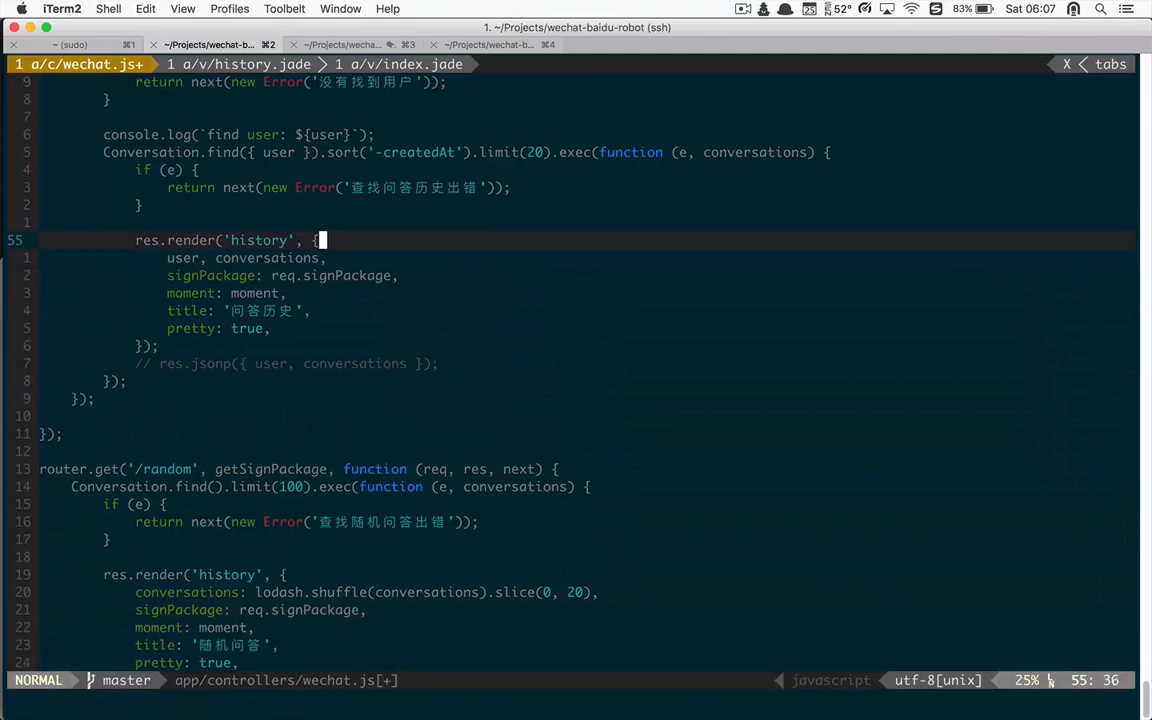 iTerm2 Shell Edit View Profiles Toolbelt Window Help 25 52° 83% Sat 06:07
1. ~/Projects/wechat-baidu-robot (ssh)
~ (sudo) ⌘1 ~/Projects/wechat-b... ⌘2 ~/Projects/wecha... ⌘3 ~/Projects/wechat-b... ⌘4
1 a/c/wechat.js+ 1 a/v/history.jade 1 a/v/index.jade X tabs
9 return next(new Error('没有找到用户'));
8 }
7
6 console.log(`find user: ${user}`);
5 Conversation.find({ user }).sort('-createdAt').limit(20).exec(function (e, conversations) {
4 if (e) {
3 return next(new Error('查找问答历史出错'));
2 }
1
55 res.render('history', {
1 user, conversations,
2 signPackage: req.signPackage,
3 moment: moment,
4 title: '问答历史',
5 pretty: true,
6 });
7 // res.jsonp({ user, conversations });
8 });
9 });
10
11 });
12
13 router.get('/random', getSignPackage, function (req, res, next) {
14 Conversation.find().limit(100).exec(function (e, conversations) {
15 if (e) {
16 return next(new Error('查找随机问答出错'));
17 }
18
19 res.render('history', {
20 conversations: lodash.shuffle(conversations).slice(0, 20),
21 signPackage: req.signPackage,
22 moment: moment,
23 title: '随机问答',
24 pretty: true,
NORMAL master app/controllers/wechat.js[+] javascript utf-8[unix] 25% 55: 36